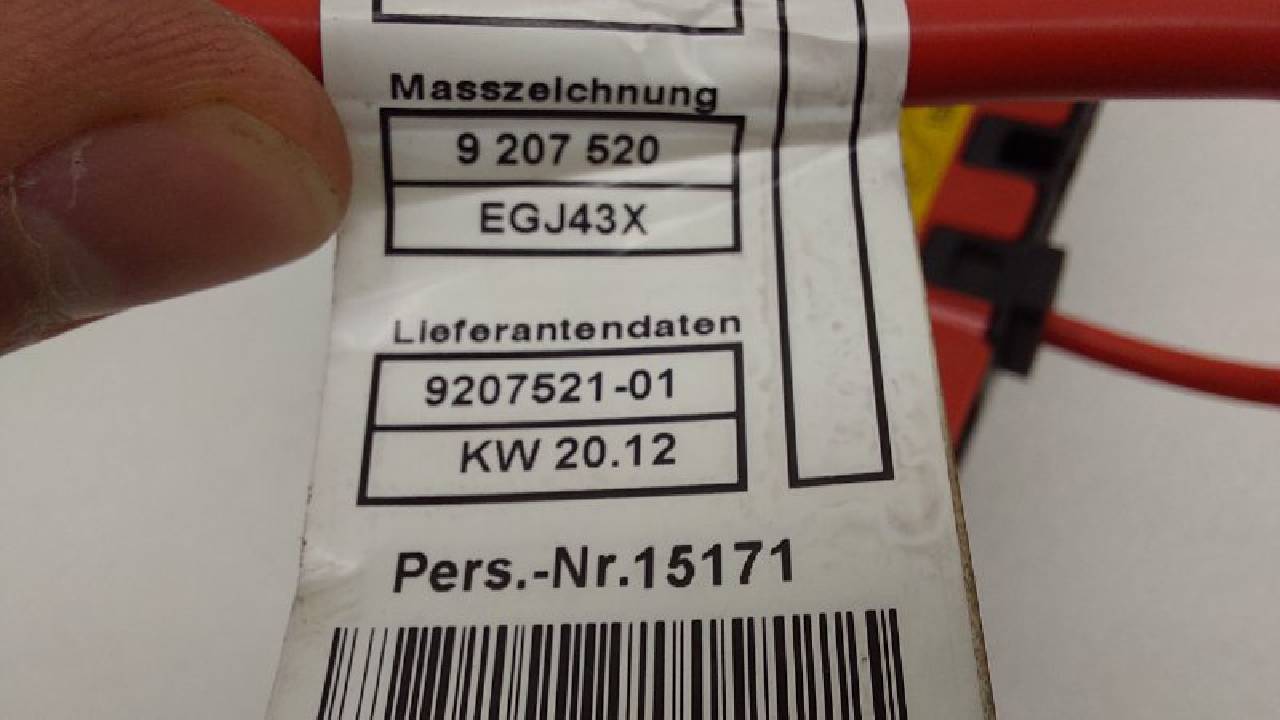 Masszeichnung
9 207 520
EGJ43X
Lieferantendaten
9207521-01
KW 20.12
Pers.-Nr.15171